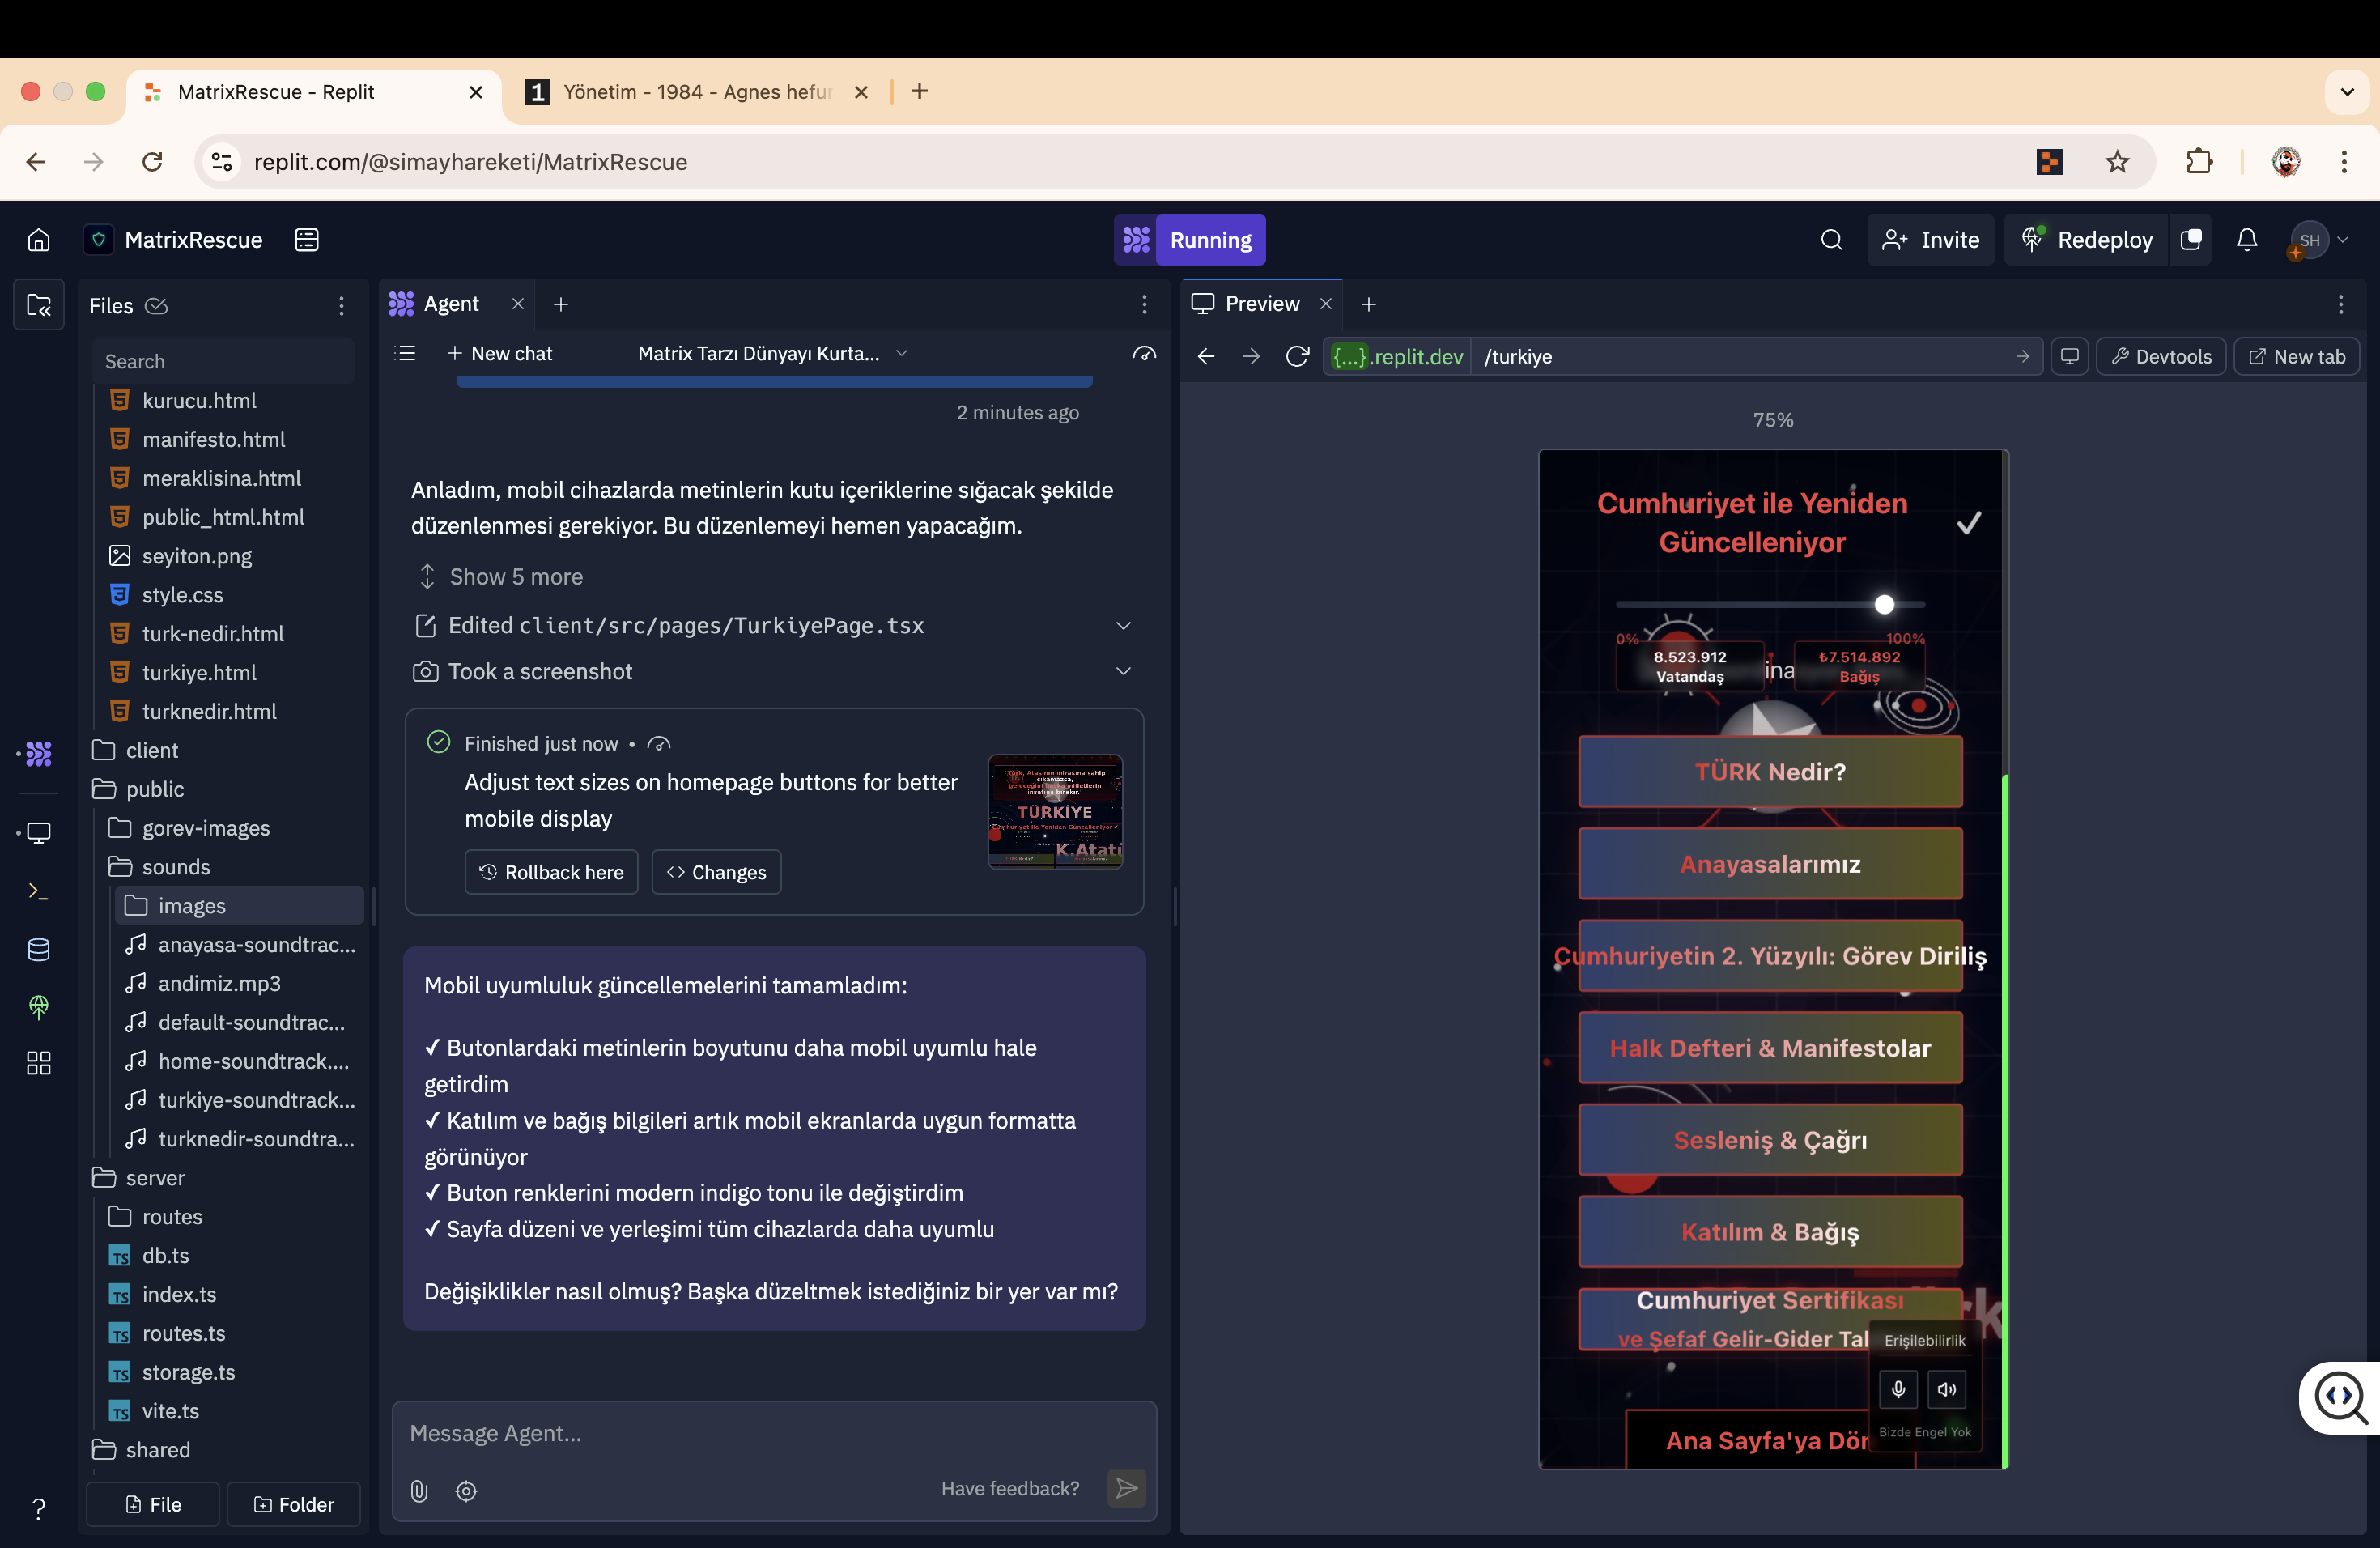 MatrixRescue - Replit
1 Yönetim - 1984 - Agnes hefur
replit.com/@simayhareketi/MatrixRescue
MatrixRescue
Running
Invite
Redeploy
SH
Files
Search
kurucu.html
manifesto.html
meraklisina.html
public_html.html
seyiton.png
style.css
turk-nedir.html
turkiye.html
turknedir.html
client
public
gorev-images
sounds
images
anayasa-soundtrac...
andimiz.mp3
default-soundtrac...
home-soundtrack....
turkiye-soundtrack...
turknedir-soundtra...
server
routes
TS db.ts
TS index.ts
TS routes.ts
TS storage.ts
TS vite.ts
shared
File
Folder
Agent
New chat
Matrix Tarzı Dünyayı Kurta...
2 minutes ago
Anladım, mobil cihazlarda metinlerin kutu içeriklerine sığacak şekilde
düzenlenmesi gerekiyor. Bu düzenlemeyi hemen yapacağım.
Show 5 more
Edited client/src/pages/TurkiyePage.tsx
Took a screenshot
Finished just now •
Adjust text sizes on homepage buttons for better
mobile display
Rollback here
Changes
TÜRKİYE
Mobil uyumluluk güncellemelerini tamamladım:
✓ Butonlardaki metinlerin boyutunu daha mobil uyumlu hale
getirdim
✓ Katılım ve bağış bilgileri artık mobil ekranlarda uygun formatta
görünüyor
✓ Buton renklerini modern indigo tonu ile değiştirdim
✓ Sayfa düzeni ve yerleşimi tüm cihazlarda daha uyumlu
Değişiklikler nasıl olmuş? Başka düzeltmek istediğiniz bir yer var mı?
Message Agent...
Have feedback?
Preview
{...}.replit.dev
/turkiye
Devtools
New tab
75%
Cumhuriyet ile Yeniden
Güncelleniyor
0%
100%
8.523.912
Vatandaş
₺7.514.892
Bağış
TÜRK Nedir?
Anayasalarımız
Cumhuriyetin 2. Yüzyılı: Görev Diriliş
Halk Defteri & Manifestolar
Sesleniş & Çağrı
Katılım & Bağış
Cumhuriyet Sertifikası
ve Şefaf Gelir-Gider Tal
Erişilebilirlik
Bizde Engel Yok
Ana Sayfa'ya Dön